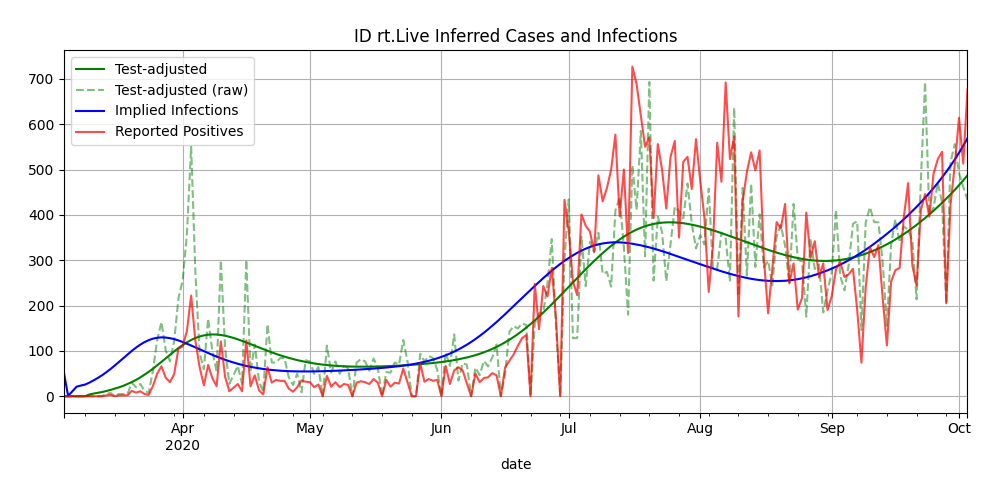 ID rt.Live Inferred Cases and Infections
Test-adjusted
Test-adjusted (raw)
Implied Infections
Reported Positives
700
600
500
400
300
200
100
0
Apr
2020
May
Jun
Jul
Aug
Sep
Oct
date